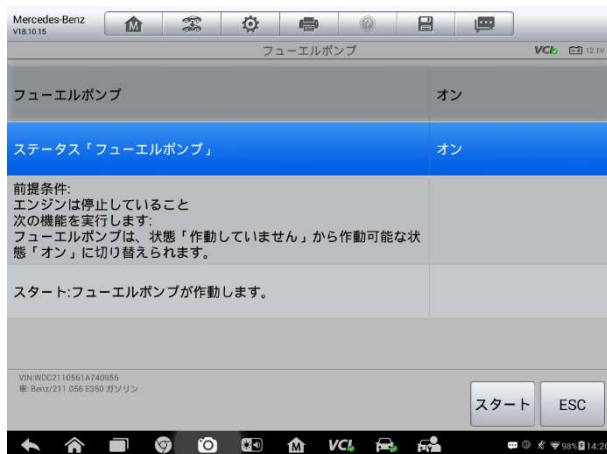 Mercedes-Benz
V18.10.15
フューエルポンプ
VCI 12.1V
フューエルポンプ オン
ステータス「フューエルポンプ」 オン
前提条件:
エンジンは停止していること
次の機能を実行します:
フューエルポンプは、状態「作動していません」から作動可能な状
態「オン」に切り替えられます。
スタート:フューエルポンプが作動します。
VIN:WDC2110561A740956
車: Benz/211.056 E350 ガソリン
スタート ESC
M VCI 98% 14:26